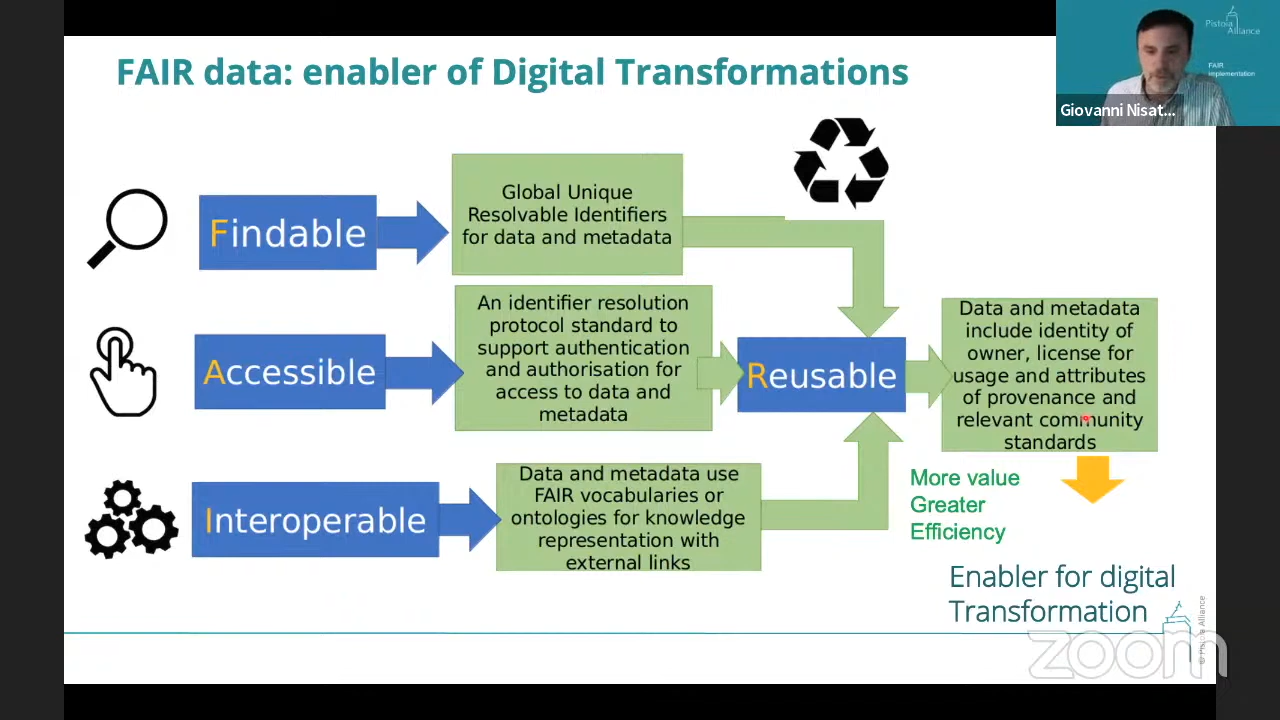 FAIR data: enabler of Digital Transformations
Pistoia
Alliance
FAIR
implementation
Giovanni Nisat...
Findable
Global Unique
Resolvable Identifiers
for data and metadata
Accessible
An identifier resolution
protocol standard to
support authentication
and authorisation for
access to data and
metadata
Reusable
Data and metadata
include identity of
owner, license for
usage and attributes
of provenance and
relevant community
standards
Interoperable
Data and metadata use
FAIR vocabularies or
ontologies for knowledge
representation with
external links
More value
Greater
Efficiency
Enabler for digital
Transformation
© Pistoia Alliance
zoom